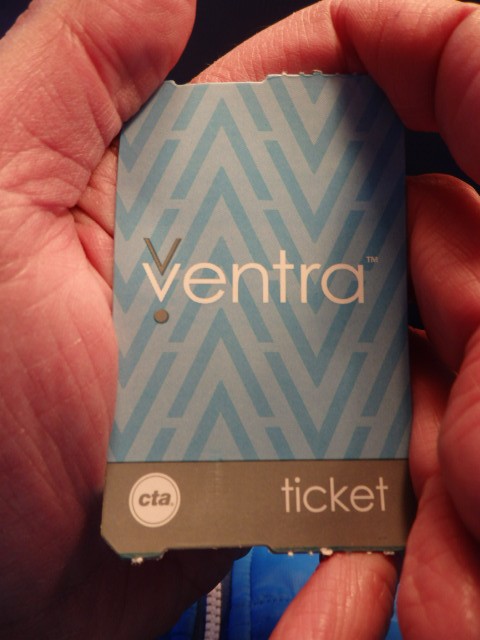 ventra™
cta
ticket